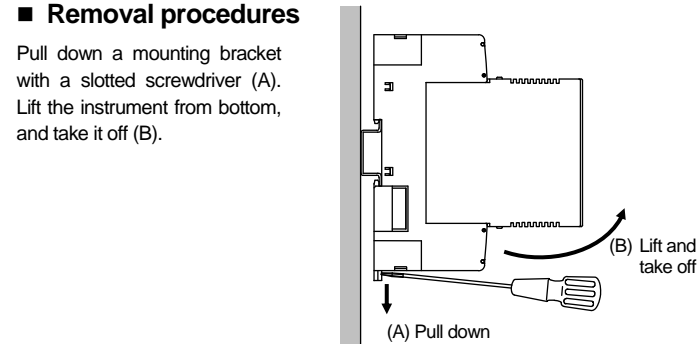 ■ Removal procedures
Pull down a mounting bracket
with a slotted screwdriver (A).
Lift the instrument from bottom,
and take it off (B).
(B) Lift and
take off
(A) Pull down